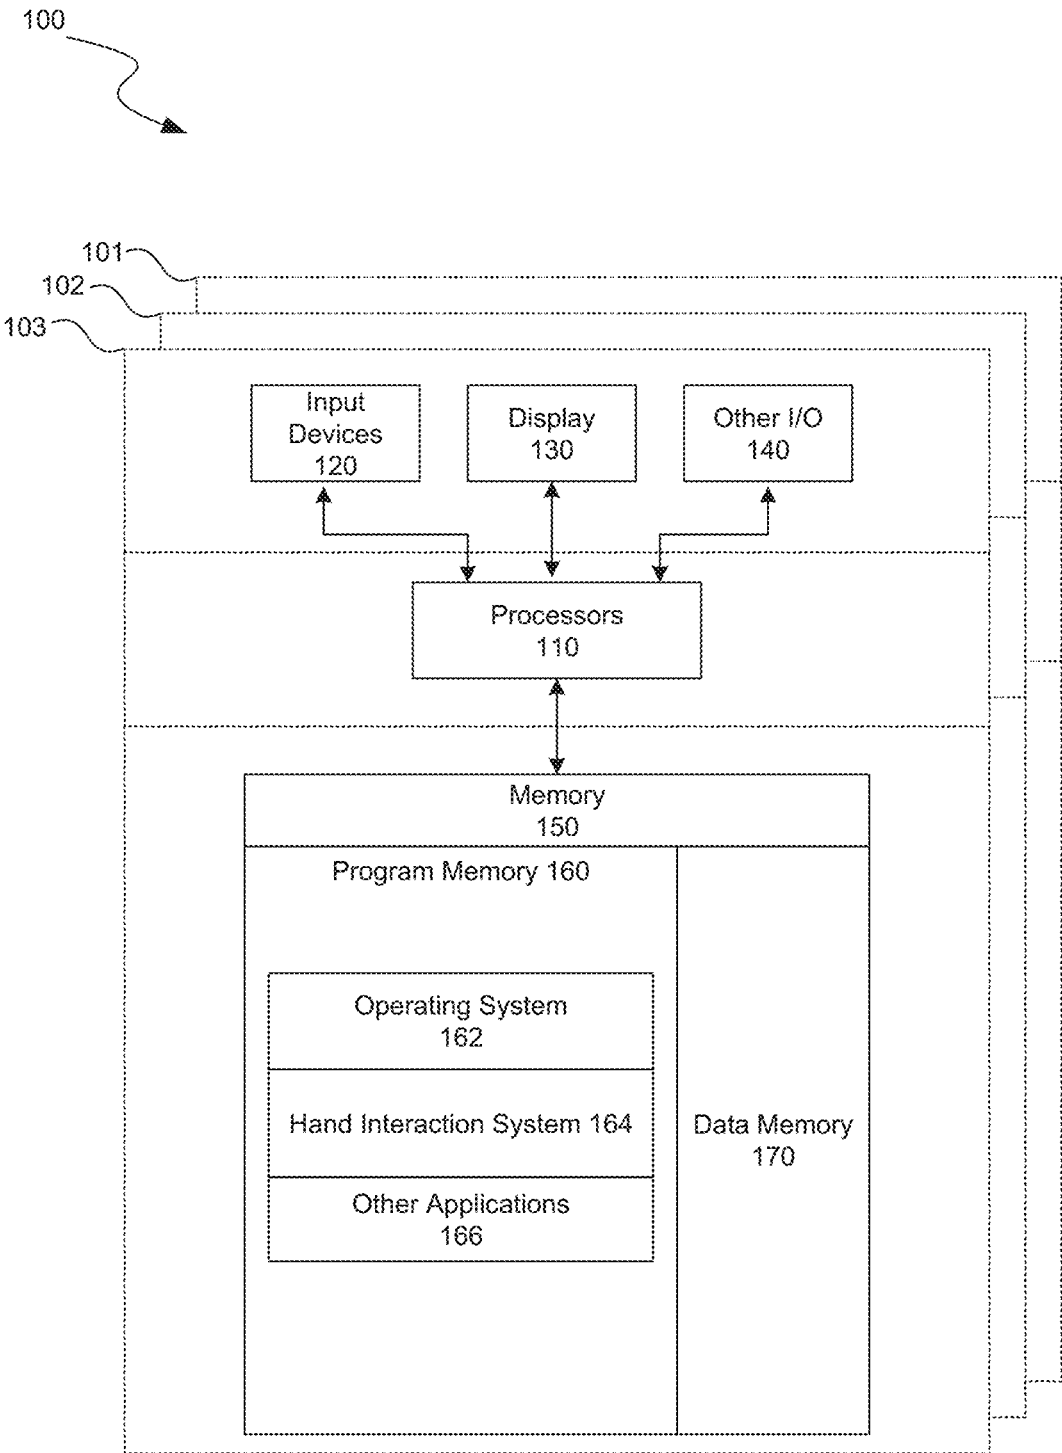 100
101
102
103
Input
Devices
120
Display
130
Other I/O
140
Processors
110
Memory
150
Program Memory 160
Operating System
162
Hand Interaction System 164
Other Applications
166
Data Memory
170